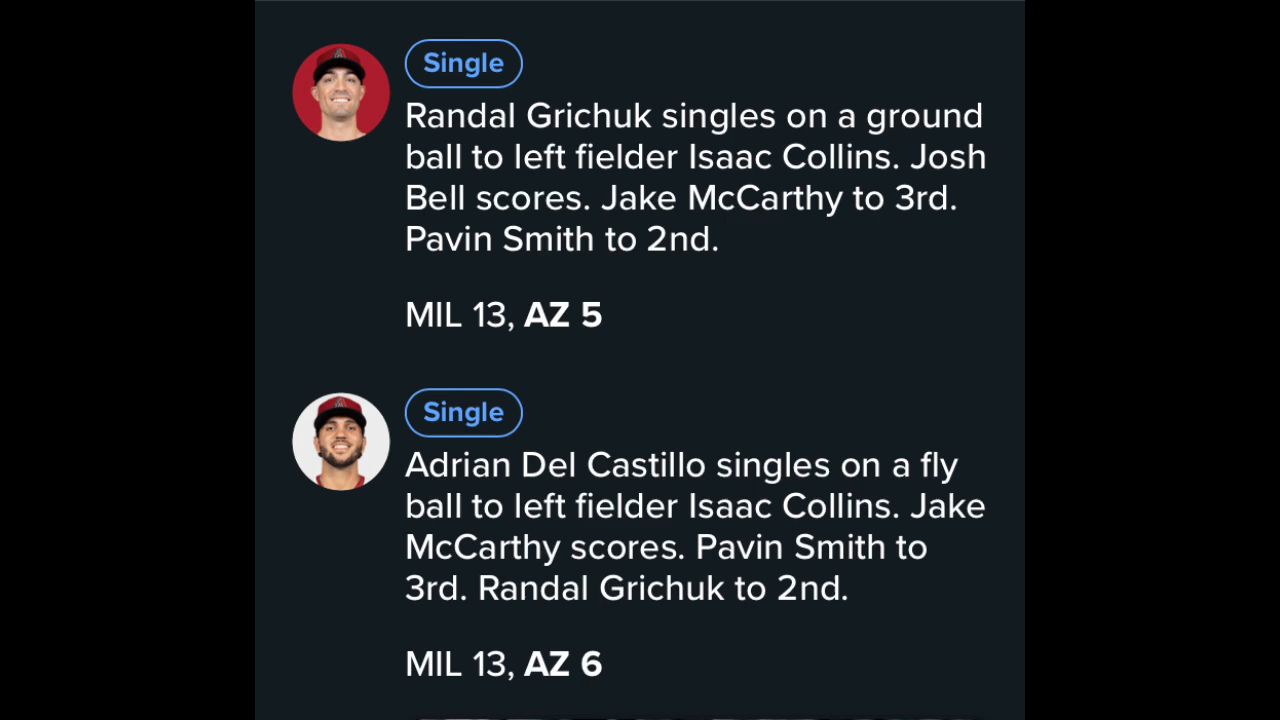 Single
Randal Grichuk singles on a ground
ball to left fielder Isaac Collins. Josh
Bell scores. Jake McCarthy to 3rd.
Pavin Smith to 2nd.
MIL 13, AZ 5
Single
Adrian Del Castillo singles on a fly
ball to left fielder Isaac Collins. Jake
McCarthy scores. Pavin Smith to
3rd. Randal Grichuk to 2nd.
MIL 13, AZ 6